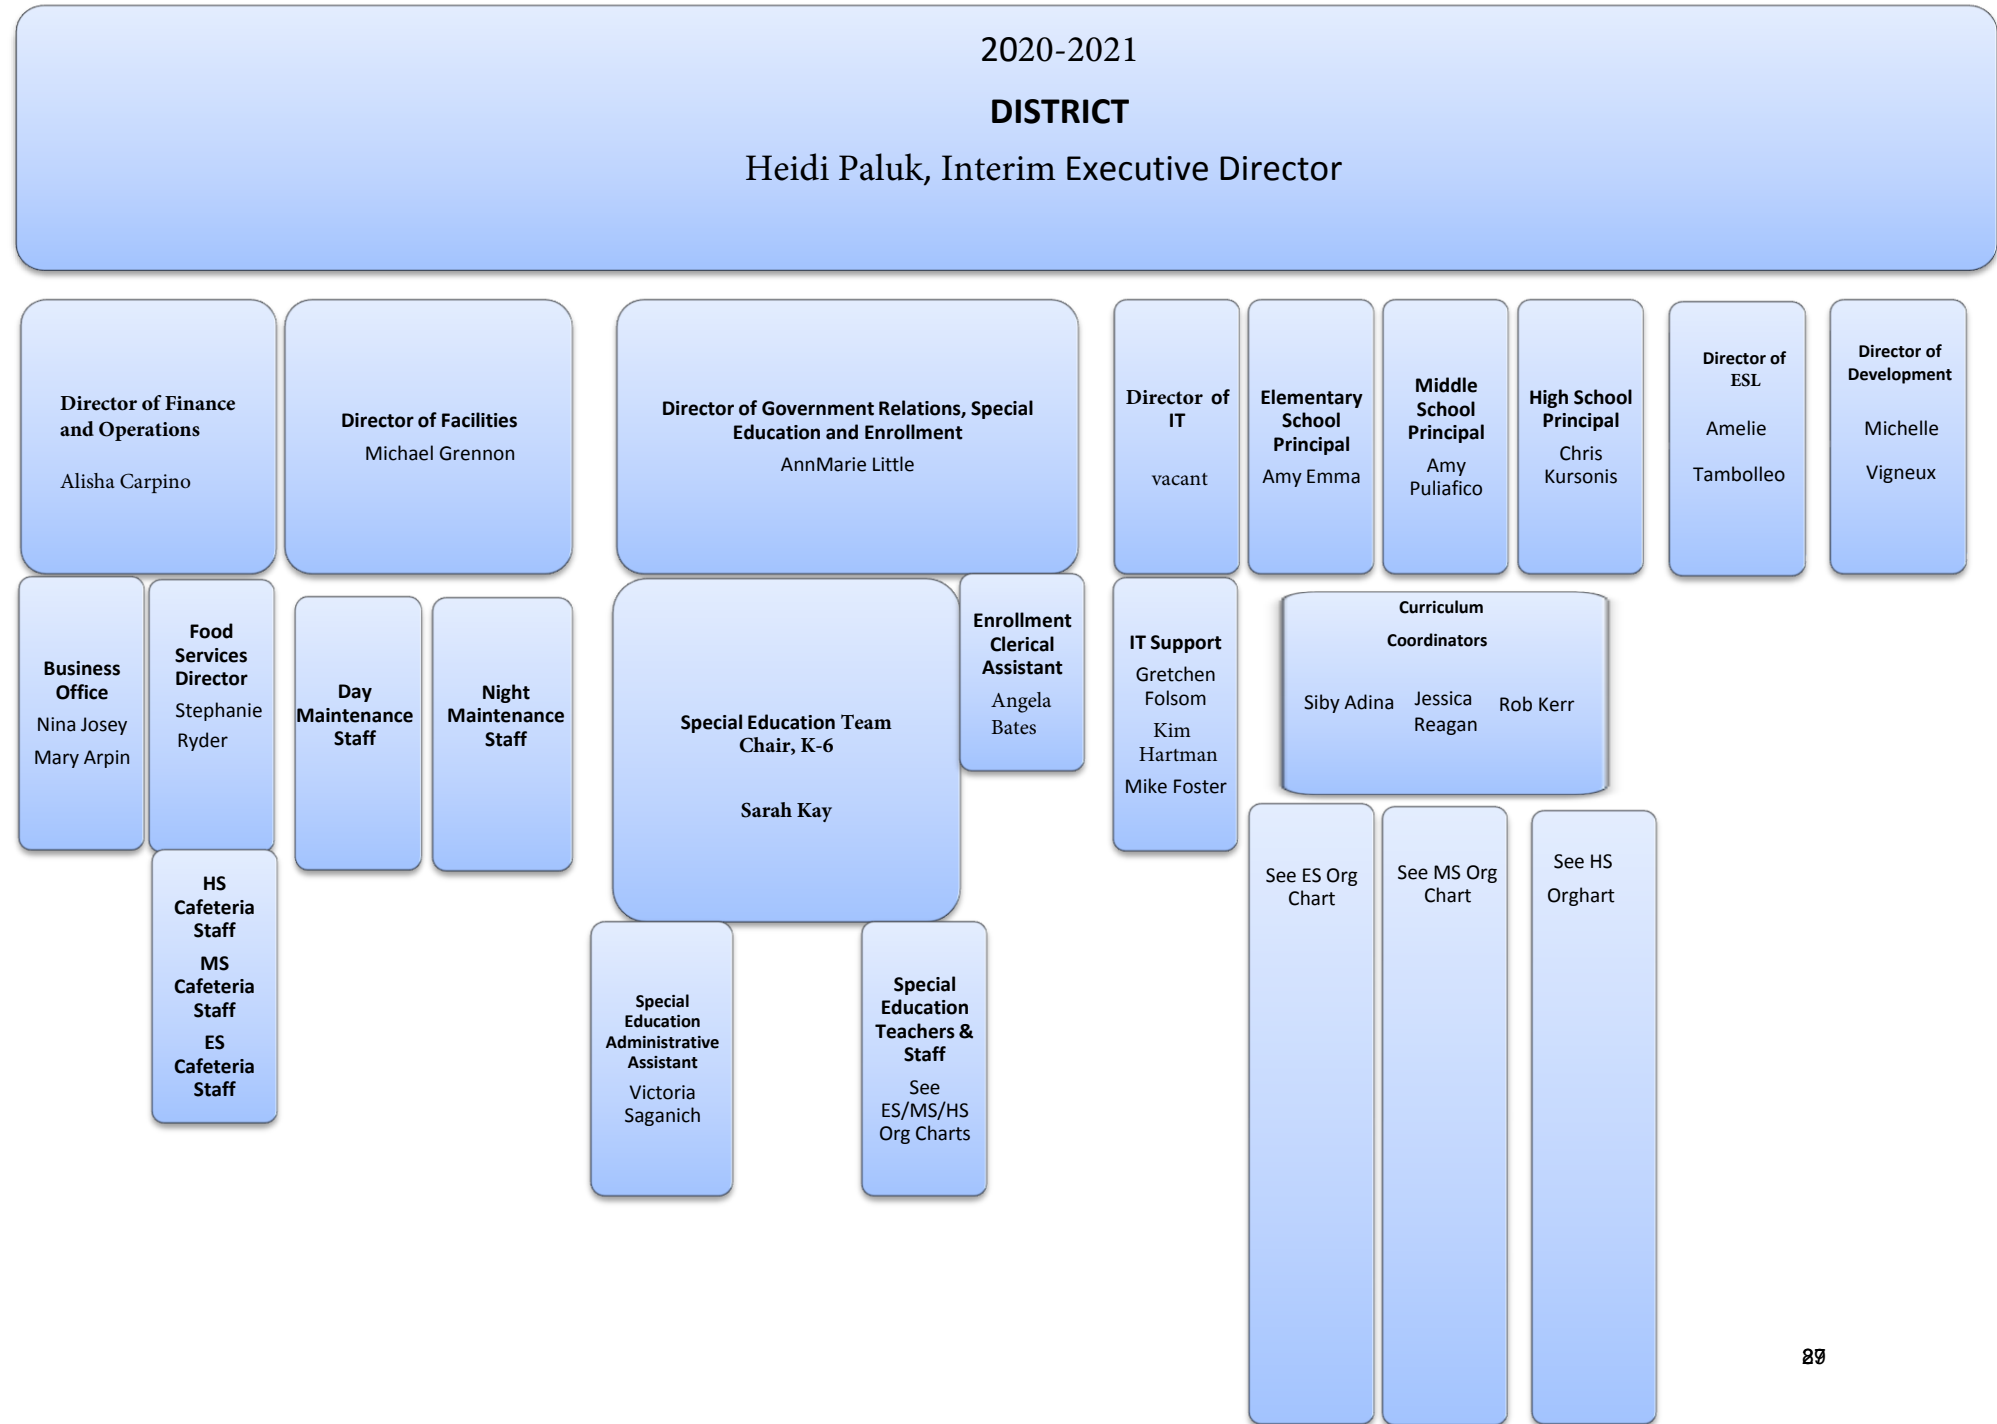 2020-2021
DISTRICT
Heidi Paluk, Interim Executive Director
Director of Finance
and Operations
Alisha Carpino
Director of Facilities
Michael Grennon
Director of Government Relations, Special
Education and Enrollment
AnnMarie Little
Director of
IT
vacant
Elementary
School
Principal
Amy Emma
Middle
School
Principal
Amy
Puliafico
High School
Principal
Chris
Kursonis
Director of
ESL
Amelie
Tambolleo
Director of
Development
Michelle
Vigneux
Business
Office
Nina Josey
Mary Arpin
Food
Services
Director
Stephanie
Ryder
HS
Cafeteria
Staff
MS
Cafeteria
Staff
ES
Cafeteria
Staff
Day
Maintenance
Staff
Night
Maintenance
Staff
Special Education Team
Chair, K-6
Sarah Kay
Enrollment
Clerical
Assistant
Angela
Bates
Special
Education
Administrative
Assistant
Victoria
Saganich
Special
Education
Teachers &
Staff
See
ES/MS/HS
Org Charts
IT Support
Gretchen
Folsom
Kim
Hartman
Mike Foster
Curriculum
Coordinators
Siby Adina
Jessica
Reagan
Rob Kerr
See ES Org
Chart
See MS Org
Chart
See HS
Orghart